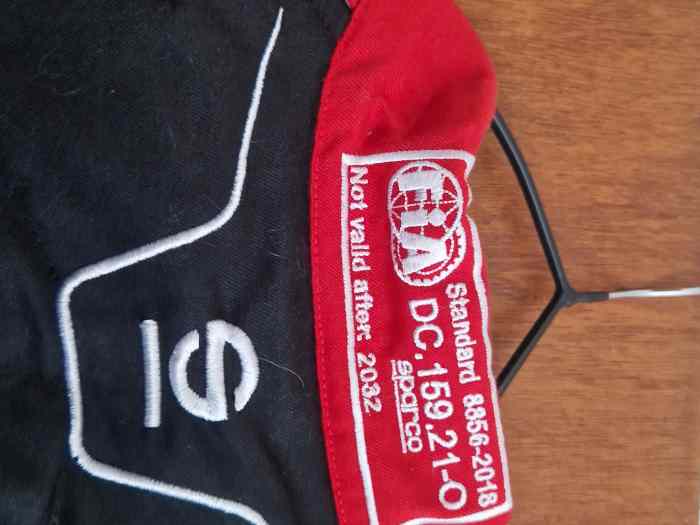 FIA
Standard 8856-2018
DC.159.21-O
sparco
Not valid after: 2032
S